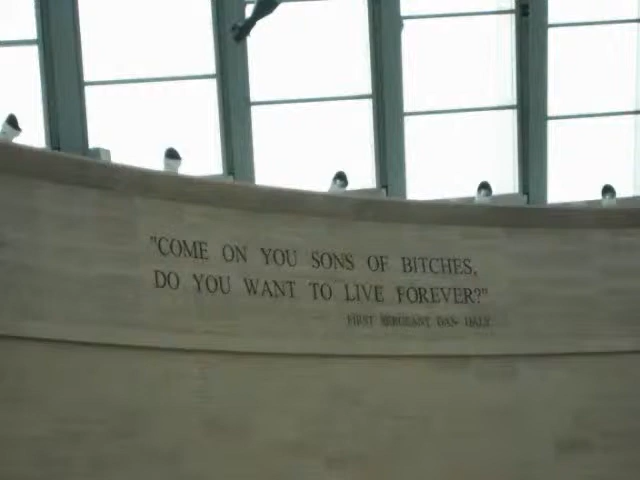 "COME ON YOU SONS OF BITCHES,
DO YOU WANT TO LIVE FOREVER?"
FIRST SERGEANT DAN DALY